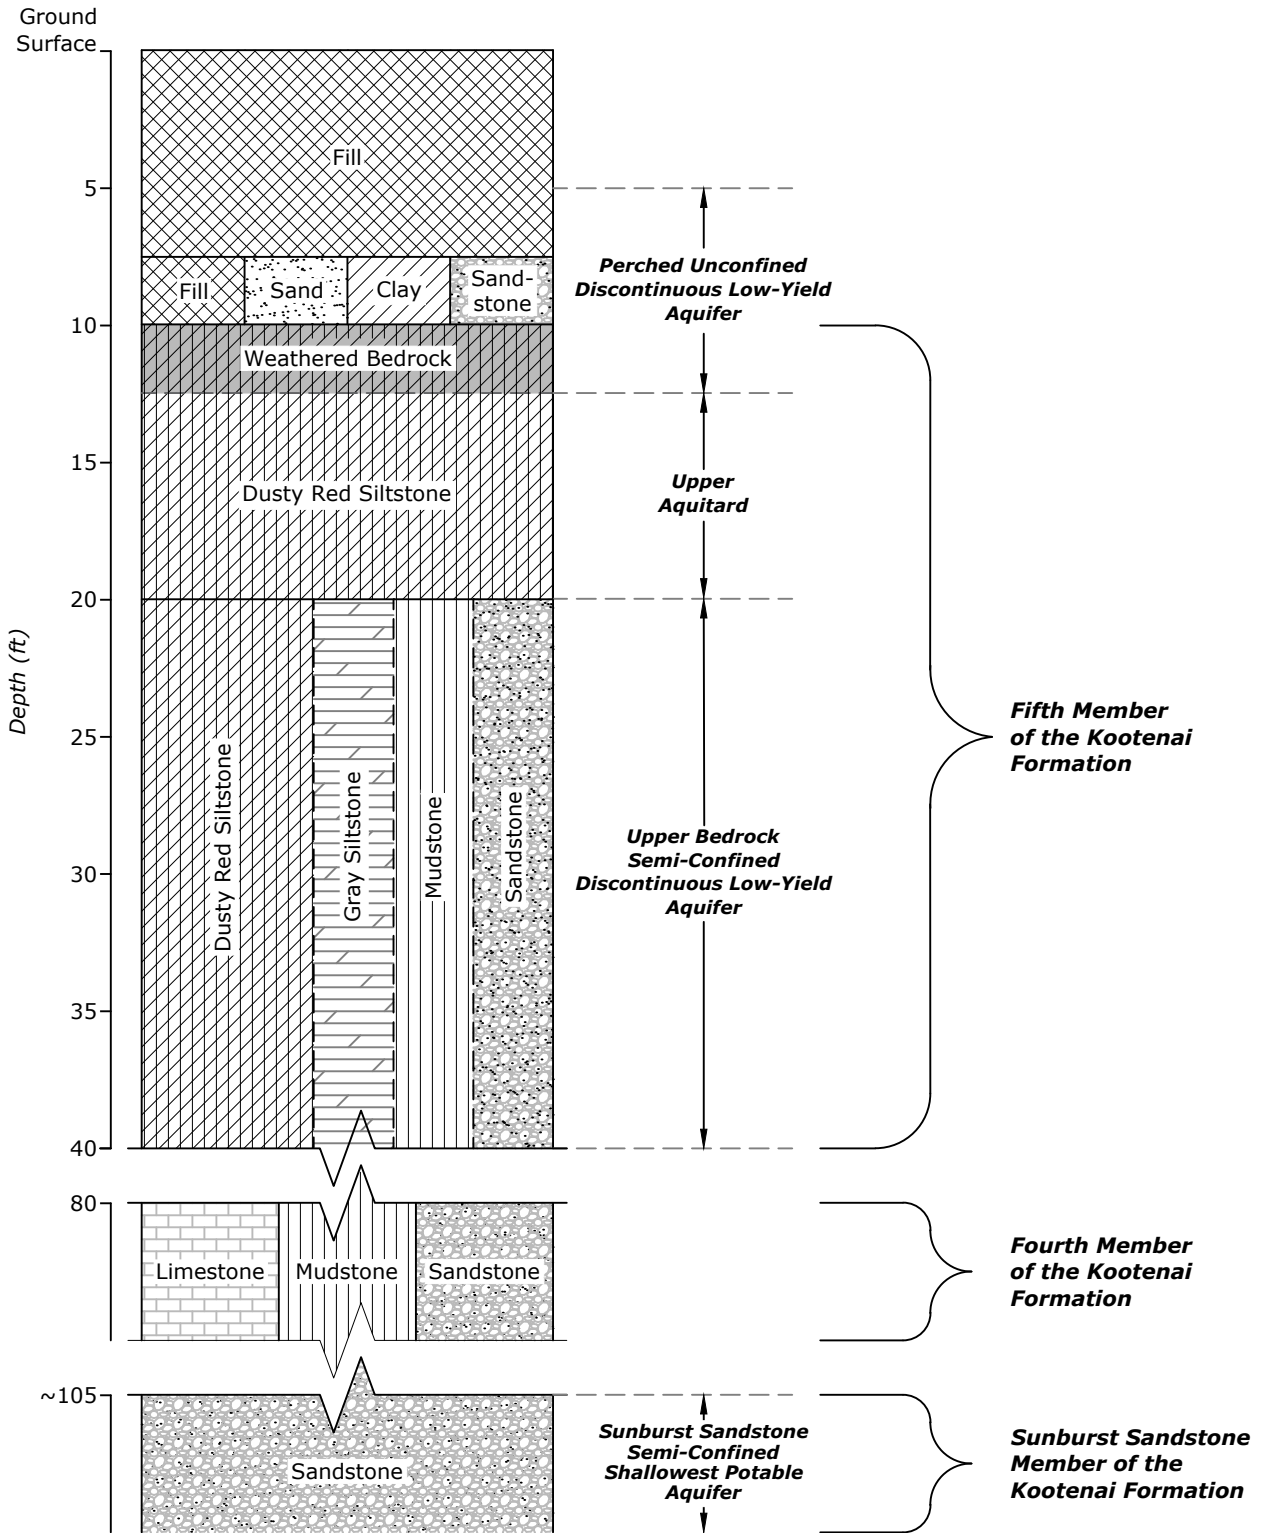 Ground
Surface
Fill
5
Perched Unconfined
Discontinuous Low-Yield
Aquifer
Fill
Sand
Clay
Sand-
stone
10
Weathered Bedrock
15
Dusty Red Siltstone
Upper
Aquitard
20
Depth (ft)
25
30
35
40
Dusty Red Siltstone
Gray Siltstone
Mudstone
Sandstone
Upper Bedrock
Semi-Confined
Discontinuous Low-Yield
Aquifer
Fifth Member
of the Kootenai
Formation
80
Limestone
Mudstone
Sandstone
Fourth Member
of the Kootenai
Formation
~105
Sandstone
Sunburst Sandstone
Semi-Confined
Shallowest Potable
Aquifer
Sunburst Sandstone
Member of the
Kootenai Formation